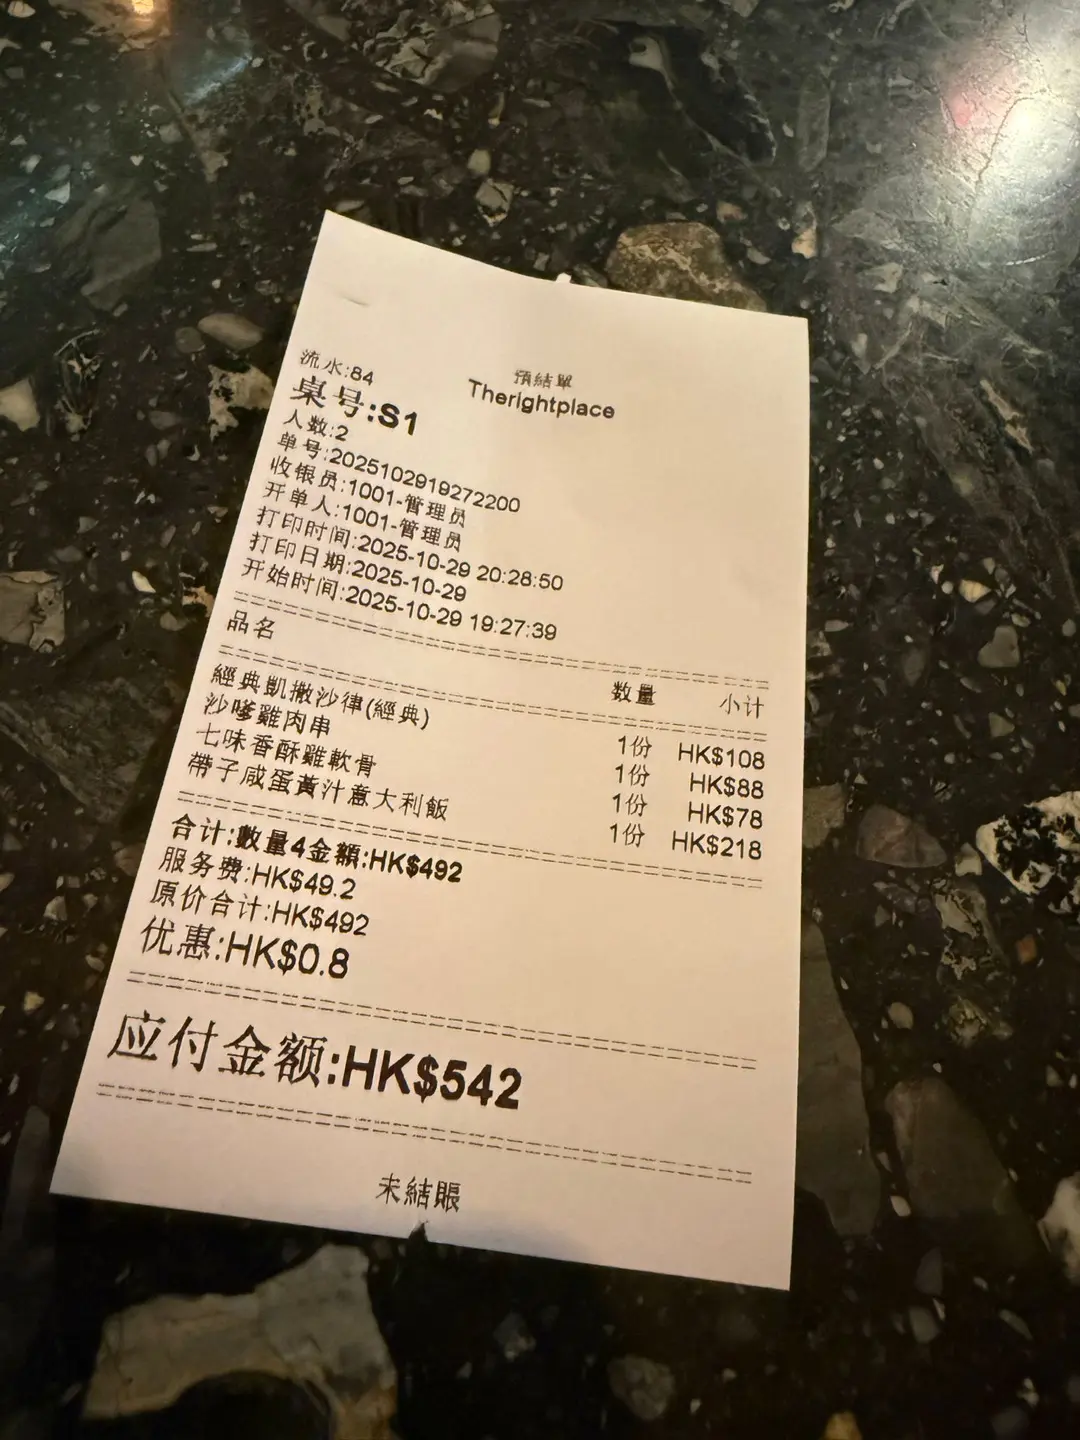 預結單
Therightplace
流水:84
桌号:S1
人数:2
单号:2025102919272200
收银员:1001-管理员
开单人:1001-管理员
打印时间:2025-10-29 20:28:50
打印日期:2025-10-29
开始时间:2025-10-29 19:27:39
品名 数量 小计
經典凱撒沙律(經典) 1份 HK$108
沙嗲雞肉串 1份 HK$88
七味香酥雞軟骨 1份 HK$78
帶子咸蛋黃汁意大利飯 1份 HK$218
合计:數量4金額:HK$492
服务费:HK$49.2
原价合计:HK$492
优惠:HK$0.8
应付金额:HK$542
未結賬